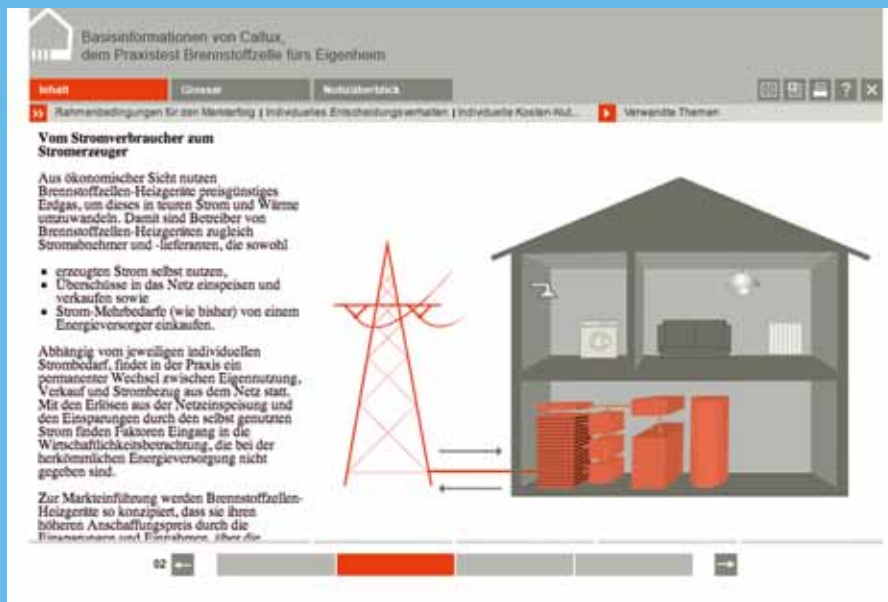 Basisinformationen von Callux,
dem Praxistest Brennstoffzelle fürs Eigenheim
Inhalt Glossar Notizüberblick
? ×
Rahmenbedingungen für den Markterfolg | Individuelles Entscheidungsverhalten | Individuelle Kosten-Nut... Verwandte Themen
Vom Stromverbraucher zum
Stromerzeuger
Aus ökonomischer Sicht nutzen
Brennstoffzellen-Heizgeräte preisgünstiges
Erdgas, um dieses in teuren Strom und Wärme
umzuwandeln. Damit sind Betreiber von
Brennstoffzellen-Heizgeräten zugleich
Stromabnehmer und -lieferanten, die sowohl
• erzeugten Strom selbst nutzen,
• Überschüsse in das Netz einspeisen und
verkaufen sowie
• Strom-Mehrbedarfe (wie bisher) von einem
Energieversorger einkaufen.
Abhängig vom jeweiligen individuellen
Strombedarf, findet in der Praxis ein
permanenter Wechsel zwischen Eigennutzung,
Verkauf und Strombezug aus dem Netz statt.
Mit den Erlösen aus der Netzeinspeisung und
den Einsparungen durch den selbst genutzten
Strom finden Faktoren Eingang in die
Wirtschaftlichkeitsbetrachtung, die bei der
herkömmlichen Energieversorgung nicht
gegeben sind.
Zur Markteinführung werden Brennstoffzellen-
Heizgeräte so konzipiert, dass sie ihren
höheren Anschaffungspreis durch die
Einsparungen und Einnahmen, über die
02